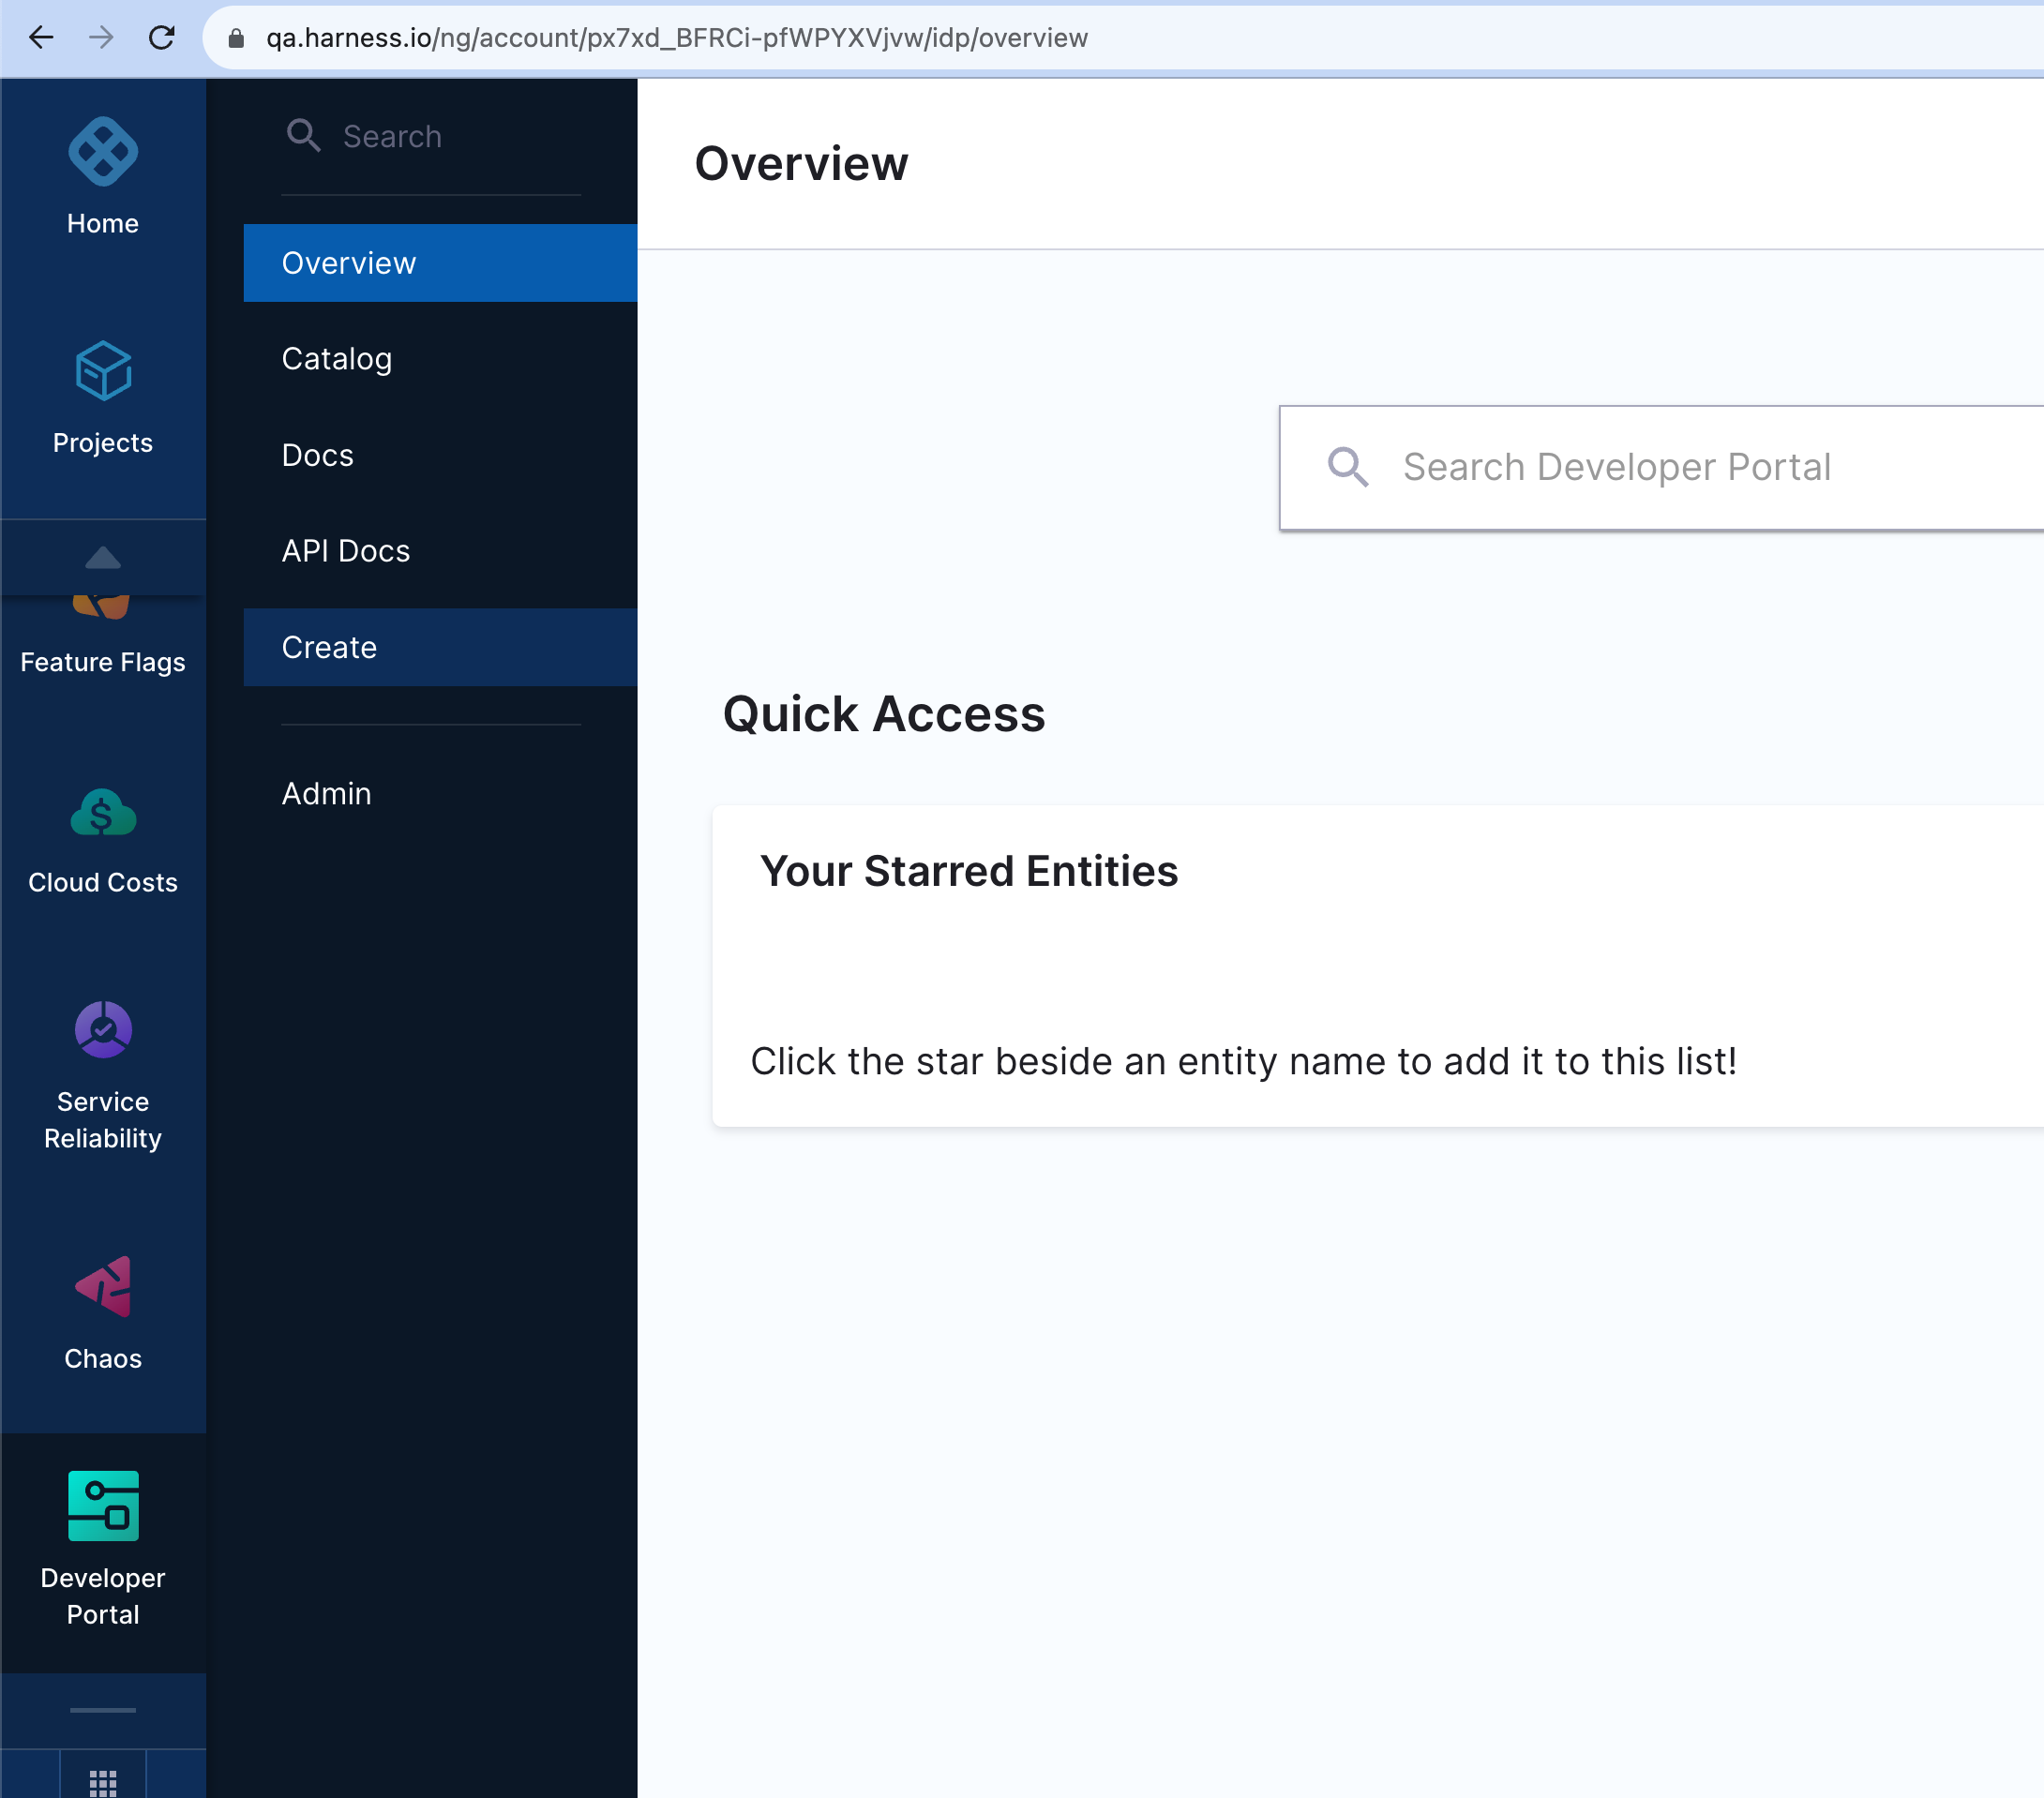 qa.harness.io/ng/account/px7xd_BFRCi-pfWPYXVjvw/idp/overview
Home
Projects
Feature Flags
Cloud Costs
Service
Reliability
Chaos
Developer
Portal
Search
Overview
Catalog
Docs
API Docs
Create
Admin
Overview
Search Developer Portal
Quick Access
Your Starred Entities
Click the star beside an entity name to add it to this list!